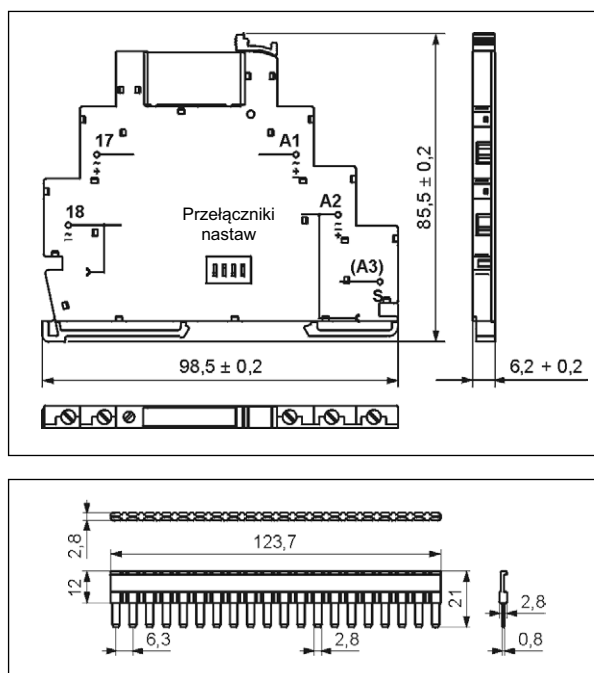 17
A1
~
+
~
+
18
A2
Przełączniki
nastaw
(A3)
S
85,5 ± 0,2
98,5 ± 0,2
6,2 + 0,2
2,8
123,7
12
21
2,8
6,3
2,8
0,8